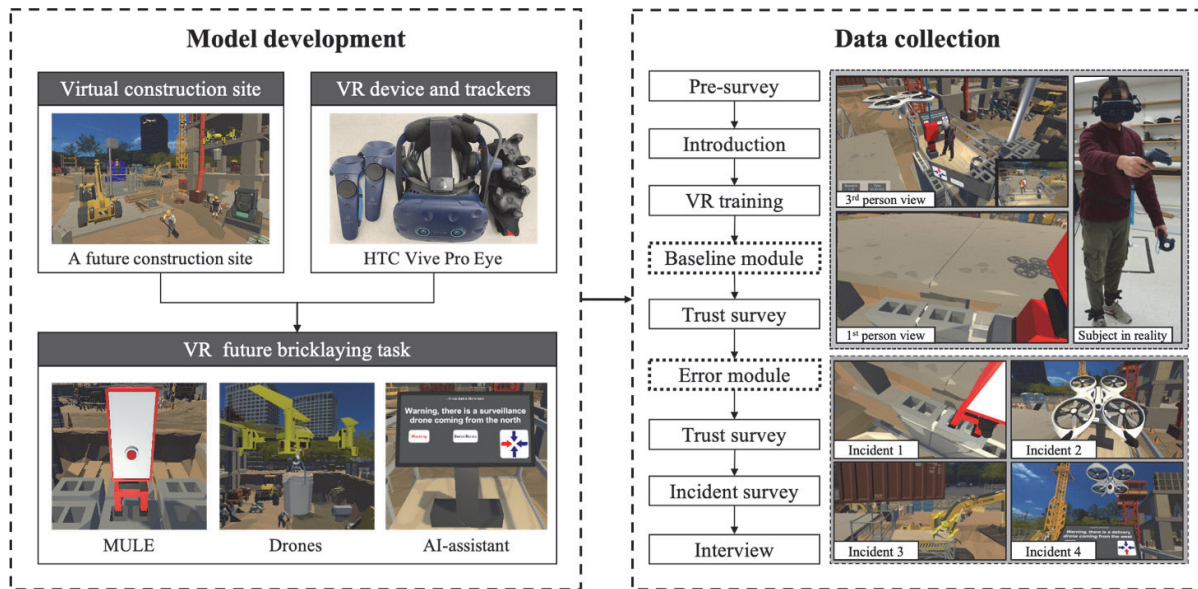 Model development
Virtual construction site
A future construction site
VR device and trackers
HTC Vive Pro Eye
VR future bricklaying task
MULE
Drones
Warning, there is a surveillance
drone coming from the north
AI-assistant
Data collection
Pre-survey
Introduction
VR training
Baseline module
Trust survey
Error module
Trust survey
Incident survey
Interview
3rd person view
1st person view
Subject in reality
Incident 1
Incident 2
Incident 3
Warning, there is a delivery
drone coming from the west
Incident 4